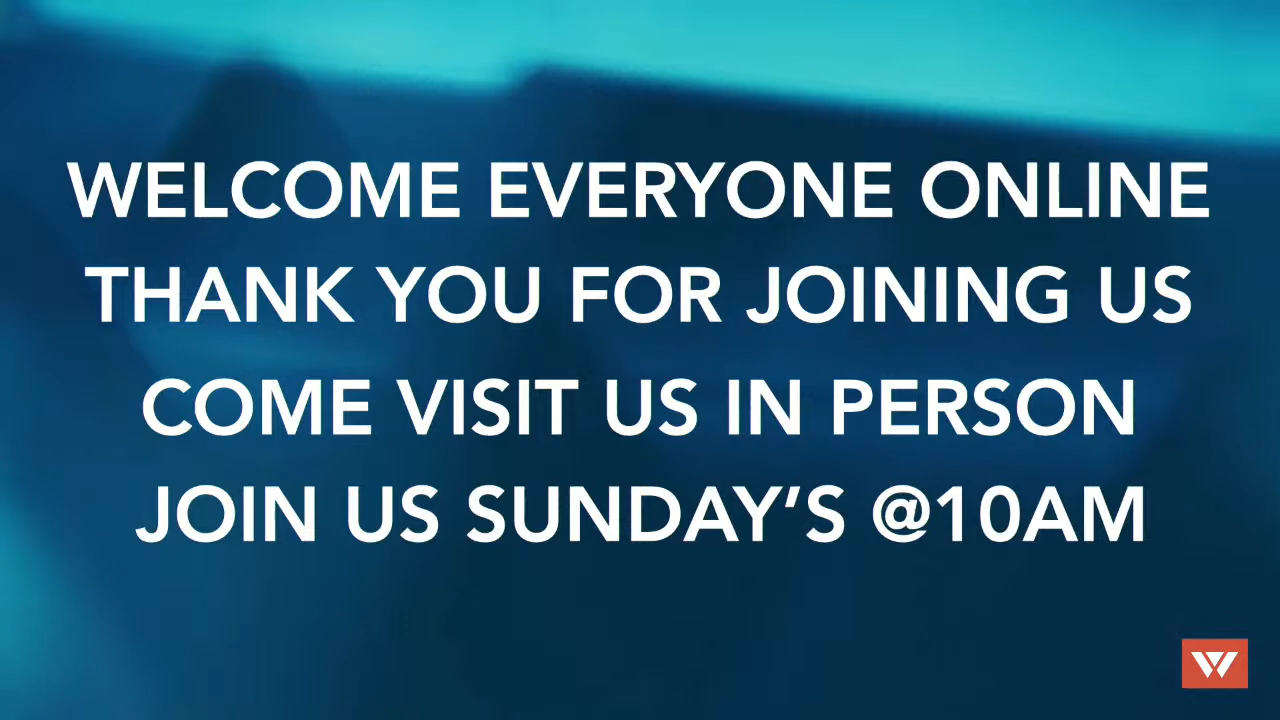 WELCOME EVERYONE ONLINE
THANK YOU FOR JOINING US
COME VISIT US IN PERSON
JOIN US SUNDAY’S @10AM
W